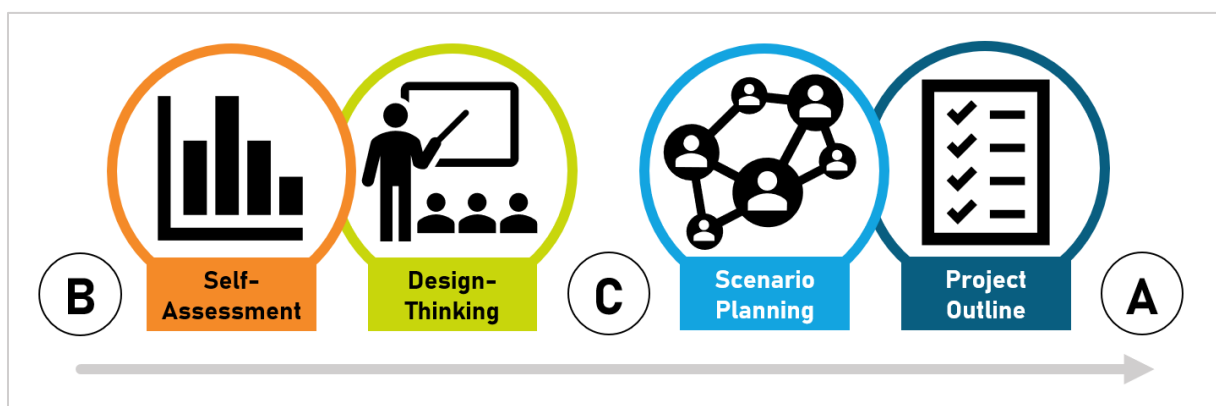 B
Self-
Assessment
Design-
Thinking
C
Scenario
Planning
Project
Outline
A